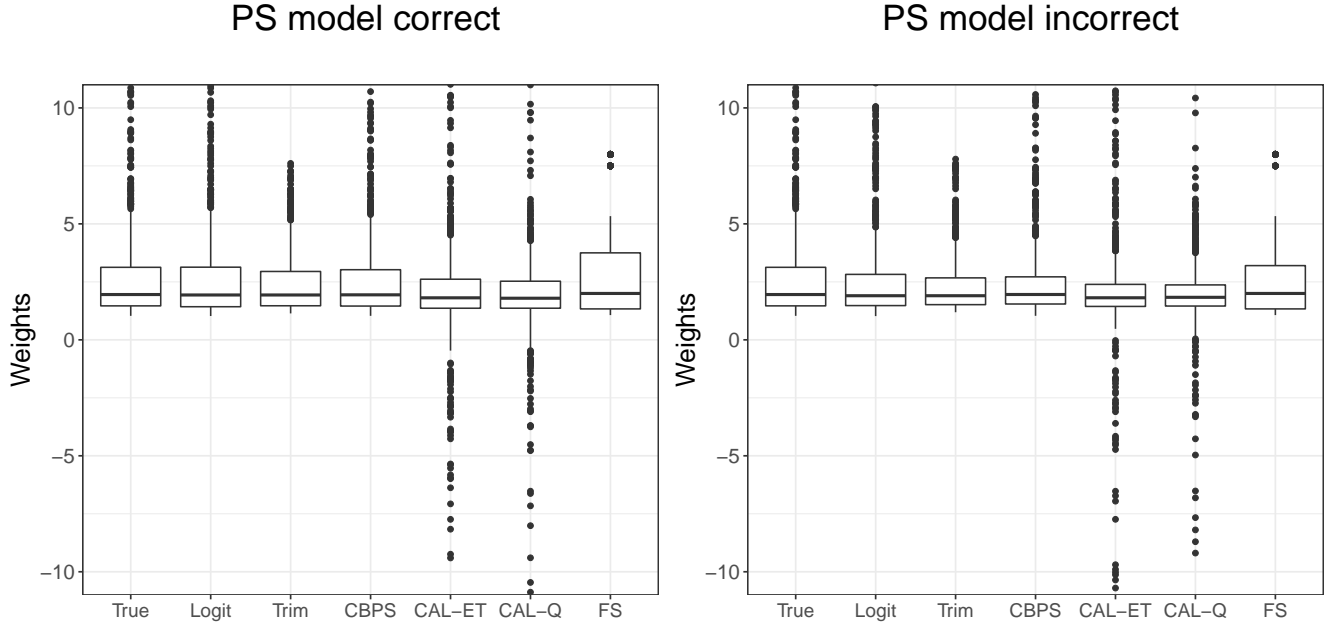 PS model correct
PS model incorrect
Weights
10
5
0
−5
−10
True Logit Trim CBPS CAL−ET CAL−Q FS
Weights
10
5
0
−5
−10
True Logit Trim CBPS CAL−ET CAL−Q FS